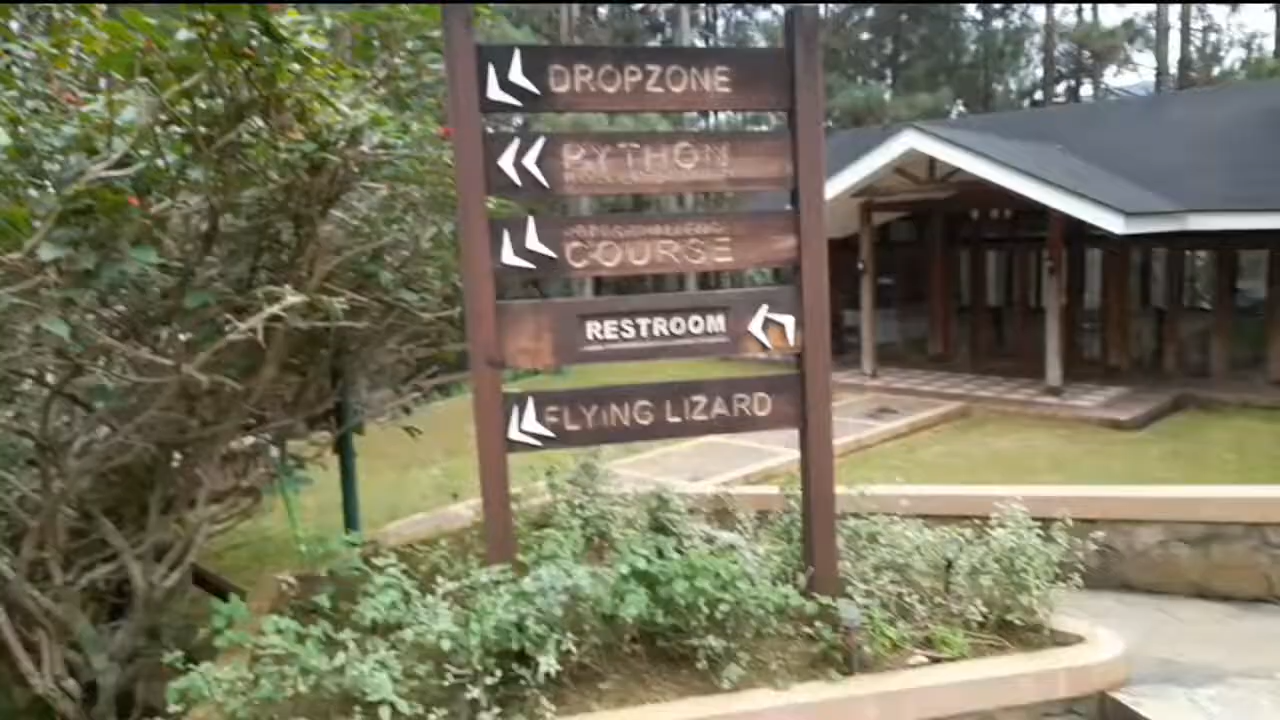 DROPZONE
PYTHON
COURSE
RESTROOM
FLYING LIZARD